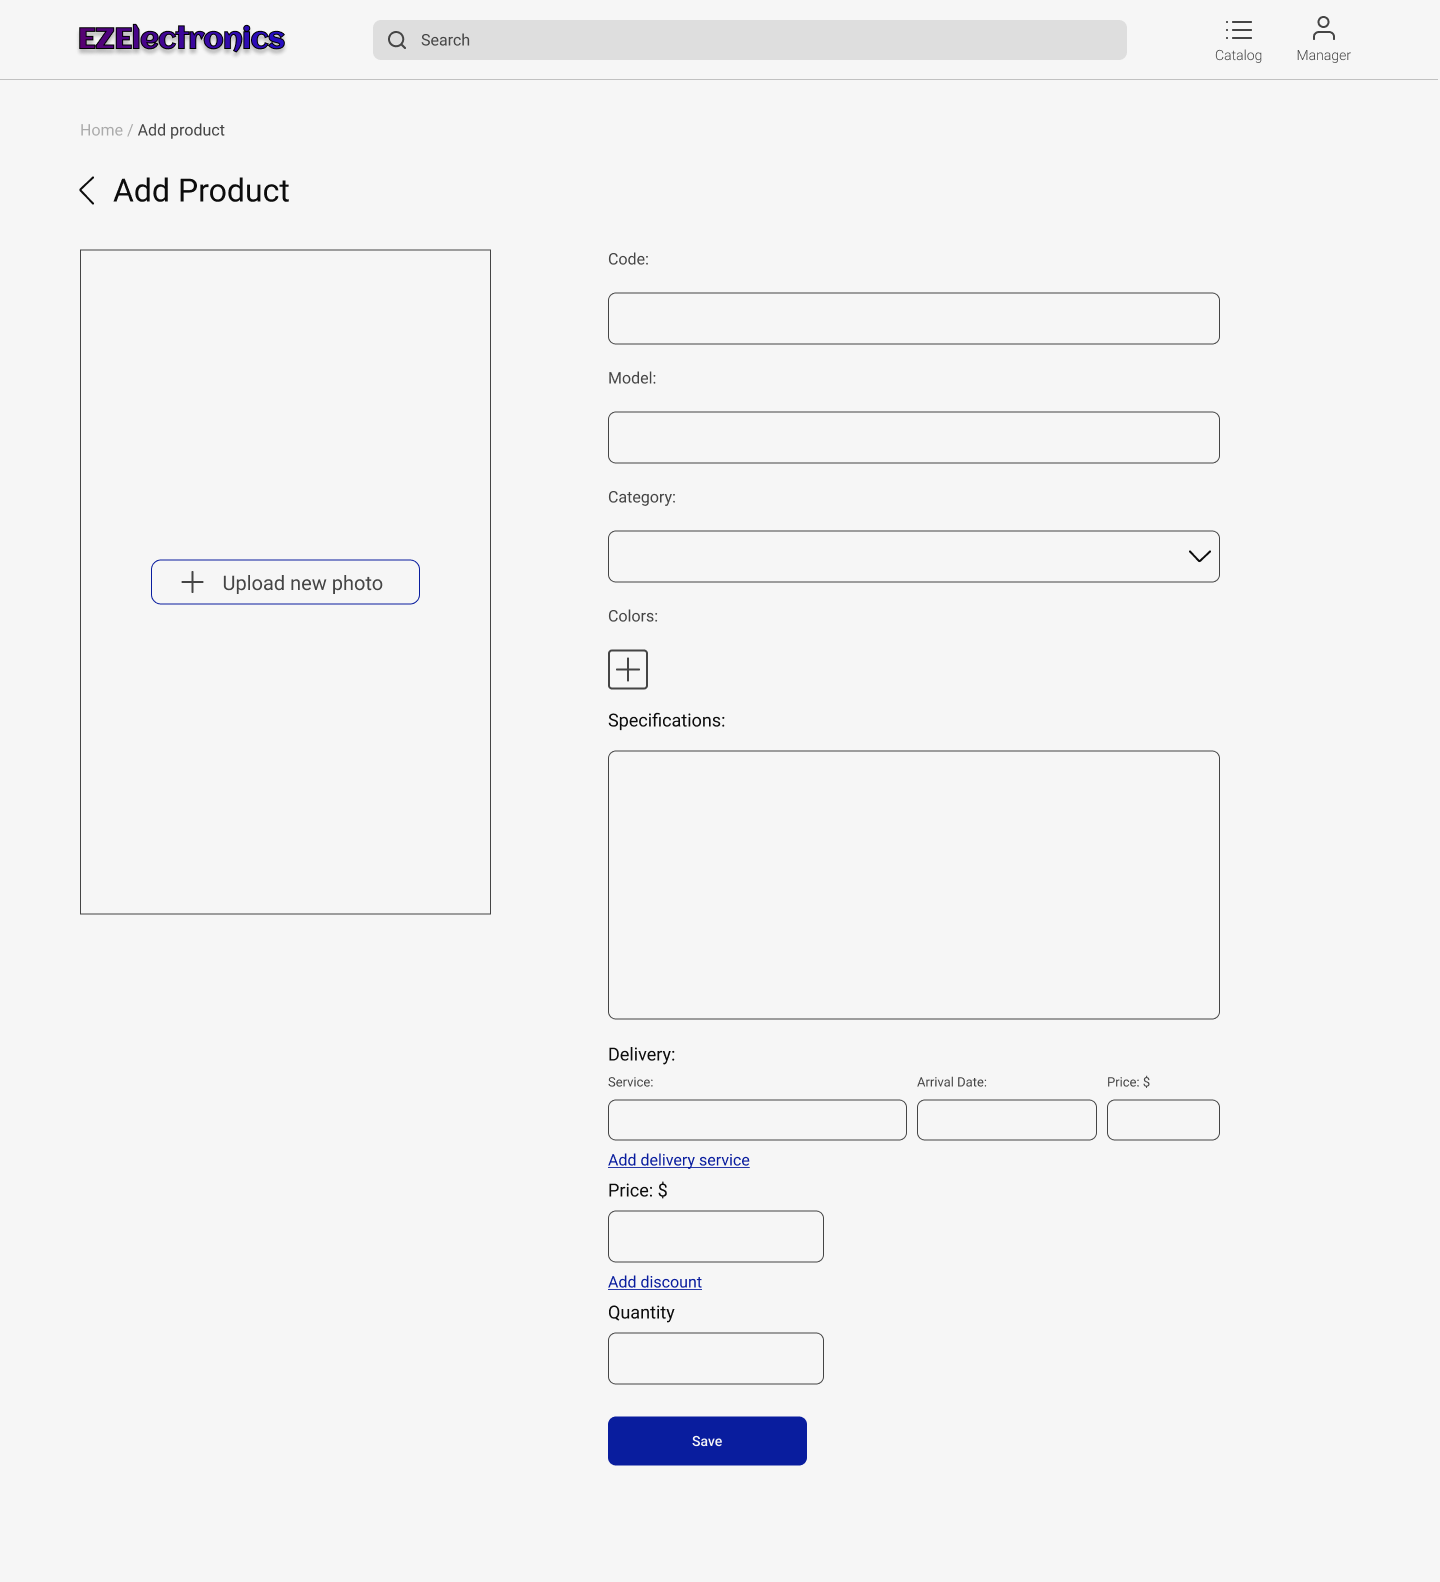 EZElectronics
Search
Catalog
Manager
Home / Add product
Add Product
Upload new photo
Code:
Model:
Category:
Colors:
Specifications:
Delivery:
Service:
Arrival Date:
Price: $
Add delivery service
Price: $
Add discount
Quantity
Save